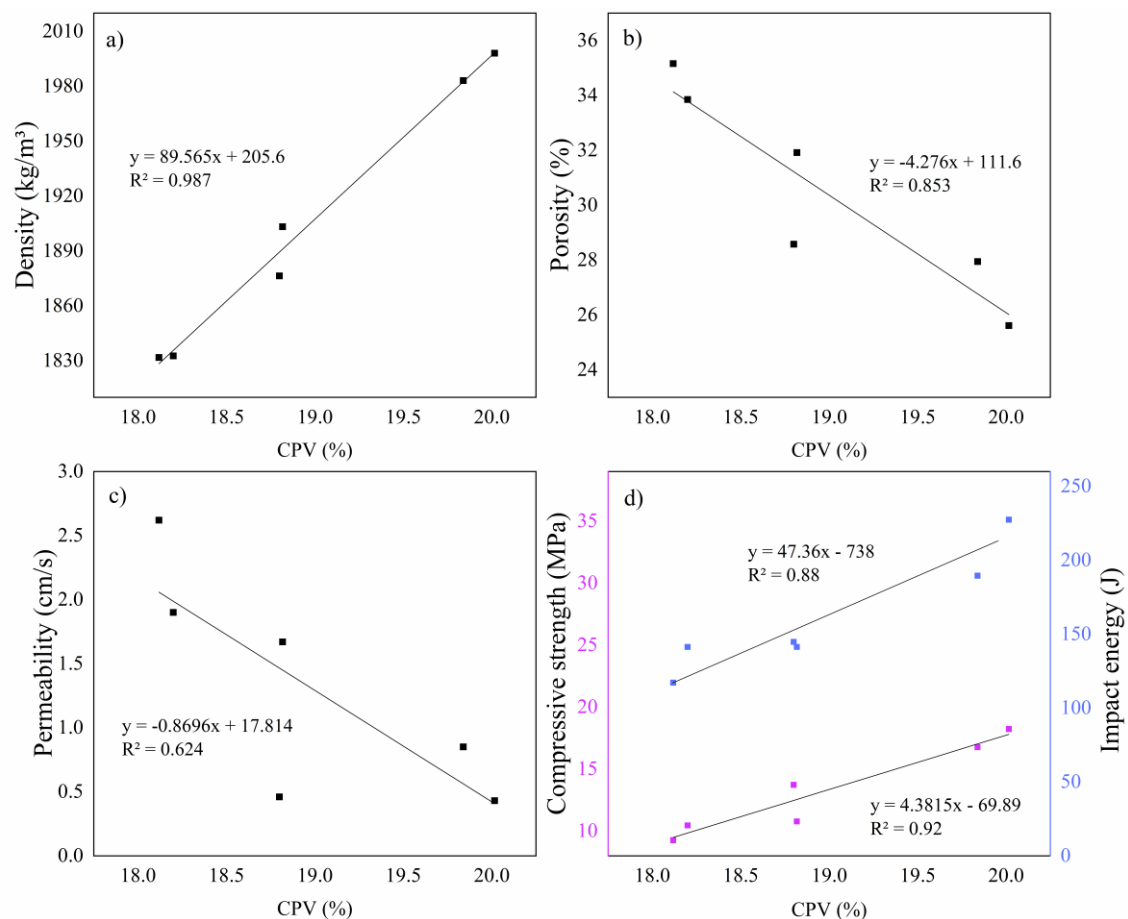 a)
Density (kg/m³)
2010
1980
1950
1920
1890
1860
1830
y = 89.565x + 205.6
R² = 0.987
18.0 18.5 19.0 19.5 20.0
CPV (%)
b)
Porosity (%)
36
34
32
30
28
26
24
y = -4.276x + 111.6
R² = 0.853
18.0 18.5 19.0 19.5 20.0
CPV (%)
c)
Permeability (cm/s)
3.0
2.5
2.0
1.5
1.0
0.5
0.0
y = -0.8696x + 17.814
R² = 0.624
18.0 18.5 19.0 19.5 20.0
CPV (%)
d)
Compressive strength (MPa)
35
30
25
20
15
10
y = 47.36x - 738
R² = 0.88
y = 4.3815x - 69.89
R² = 0.92
250
200
150
100
50
0
Impact energy (J)
18.0 18.5 19.0 19.5 20.0
CPV (%)